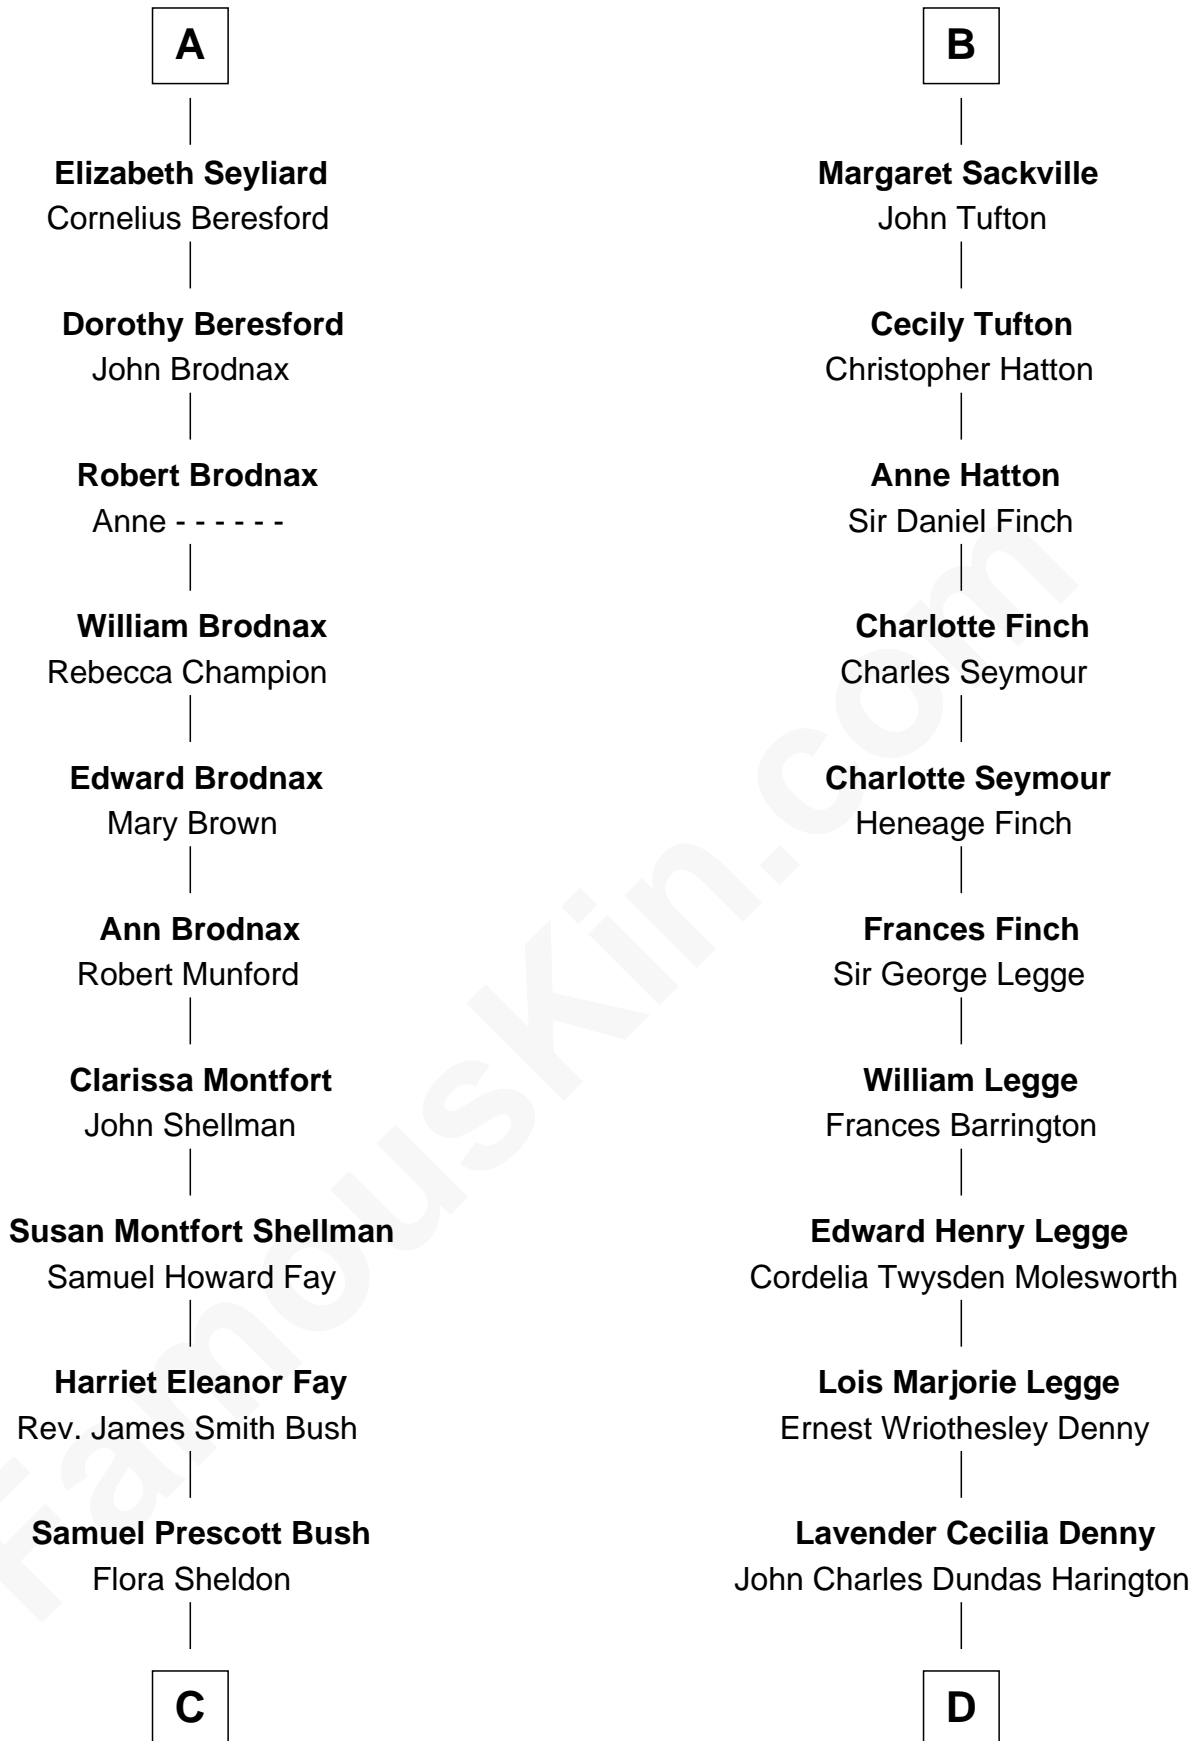 A
Elizabeth Seyliard
Cornelius Beresford
Dorothy Beresford
John Brodnax
Robert Brodnax
Anne - - - - - -
William Brodnax
Rebecca Champion
Edward Brodnax
Mary Brown
Ann Brodnax
Robert Munford
Clarissa Montfort
John Shellman
Susan Montfort Shellman
Samuel Howard Fay
Harriet Eleanor Fay
Rev. James Smith Bush
Samuel Prescott Bush
Flora Sheldon
C
B
Margaret Sackville
John Tufton
Cecily Tufton
Christopher Hatton
Anne Hatton
Sir Daniel Finch
Charlotte Finch
Charles Seymour
Charlotte Seymour
Heneage Finch
Frances Finch
Sir George Legge
William Legge
Frances Barrington
Edward Henry Legge
Cordelia Twysden Molesworth
Lois Marjorie Legge
Ernest Wriothesley Denny
Lavender Cecilia Denny
John Charles Dundas Harington
D
FamousKin.com